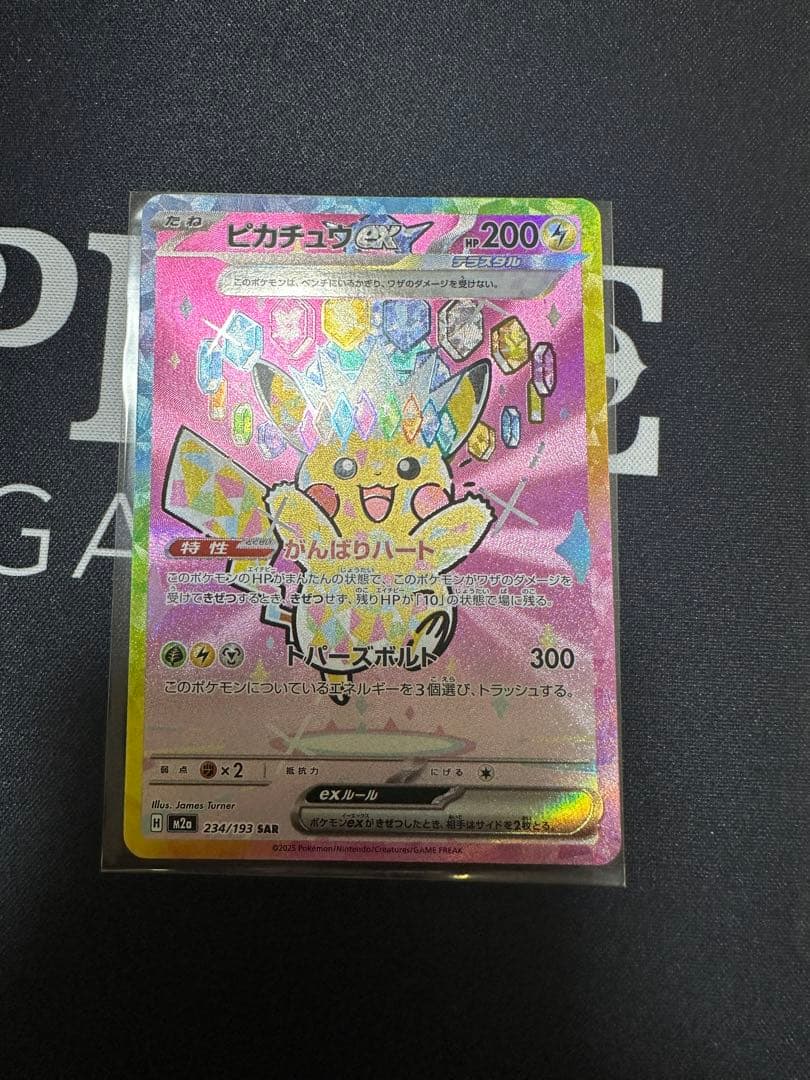 たね
ピカチュウex
HP200
テラスタル
このポケモンは、ベンチにいるかぎり、ワザのダメージを受けない。
特性
がんばりハート
このポケモンのHPがまんたんの状態で、このポケモンがワザのダメージを
受けてきぜつするとき、きぜつせず、残りHPが「10」の状態で場に残る。
トパーズボルト 300
このポケモンについているエネルギーを3個選び、トラッシュする。
弱点 ×2 抵抗力 にげる
exルール
ポケモンexがきぜつしたとき、相手はサイドを2枚とる。
Illus. James Turner
H M2a 234/193 SAR
©2025 Pokémon/Nintendo/Creatures/GAME FREAK
GA